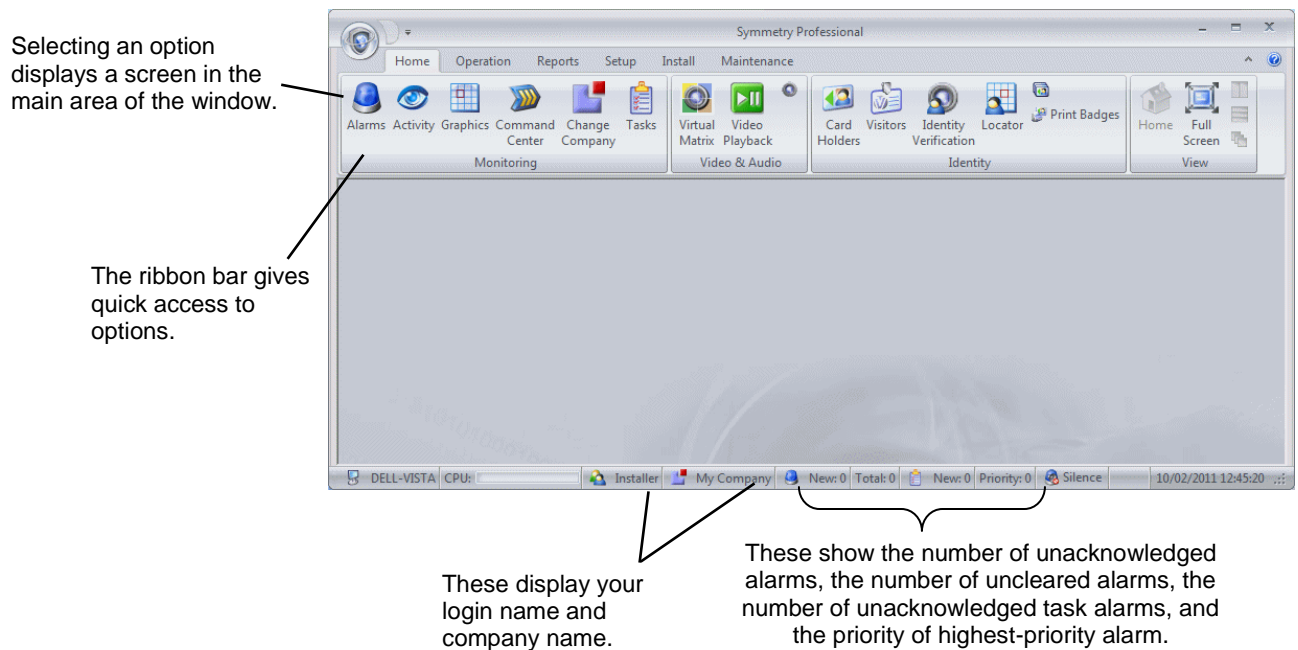 Symmetry Professional
Home Operation Reports Setup Install Maintenance
Selecting an option
displays a screen in the
main area of the window.
Alarms Activity Graphics Command Center Change Company Tasks
Monitoring
Virtual Matrix Video Playback
Video & Audio
Card Holders Visitors Identity Verification Locator Print Badges
Identity
Home Full Screen
View
The ribbon bar gives
quick access to
options.
DELL-VISTA CPU: Installer My Company New: 0 Total: 0 New: 0 Priority: 0 Silence 10/02/2011 12:45:20
These display your
login name and
company name.
These show the number of unacknowledged
alarms, the number of uncleared alarms, the
number of unacknowledged task alarms, and
the priority of highest-priority alarm.